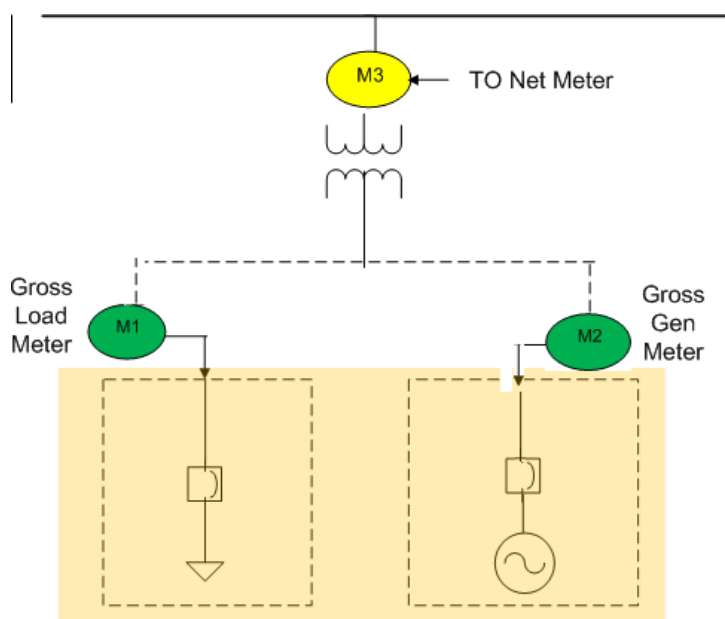 M3
TO Net Meter
Gross
Load
Meter
M1
M2
Gross
Gen
Meter